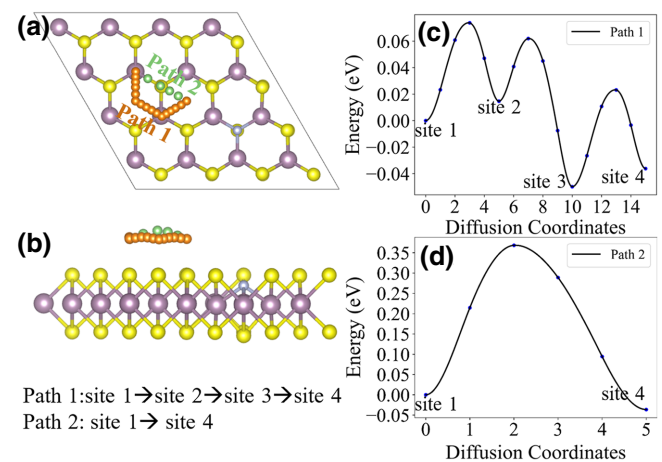 (a)
Path 2
Path 1
(b)
Path 1:site 1→site 2→site 3→site 4
Path 2: site 1→ site 4
(c)
Path 1
Energy (eV)
0.06
0.04
0.02
0.00
−0.02
−0.04
site 1
site 2
site 3
site 4
0 2 4 6 8 10 12 14
Diffusion Coordinates
(d)
Path 2
Energy (eV)
0.35
0.30
0.25
0.20
0.15
0.10
0.05
0.00
−0.05
site 1
site 4
0 1 2 3 4 5
Diffusion Coordinates